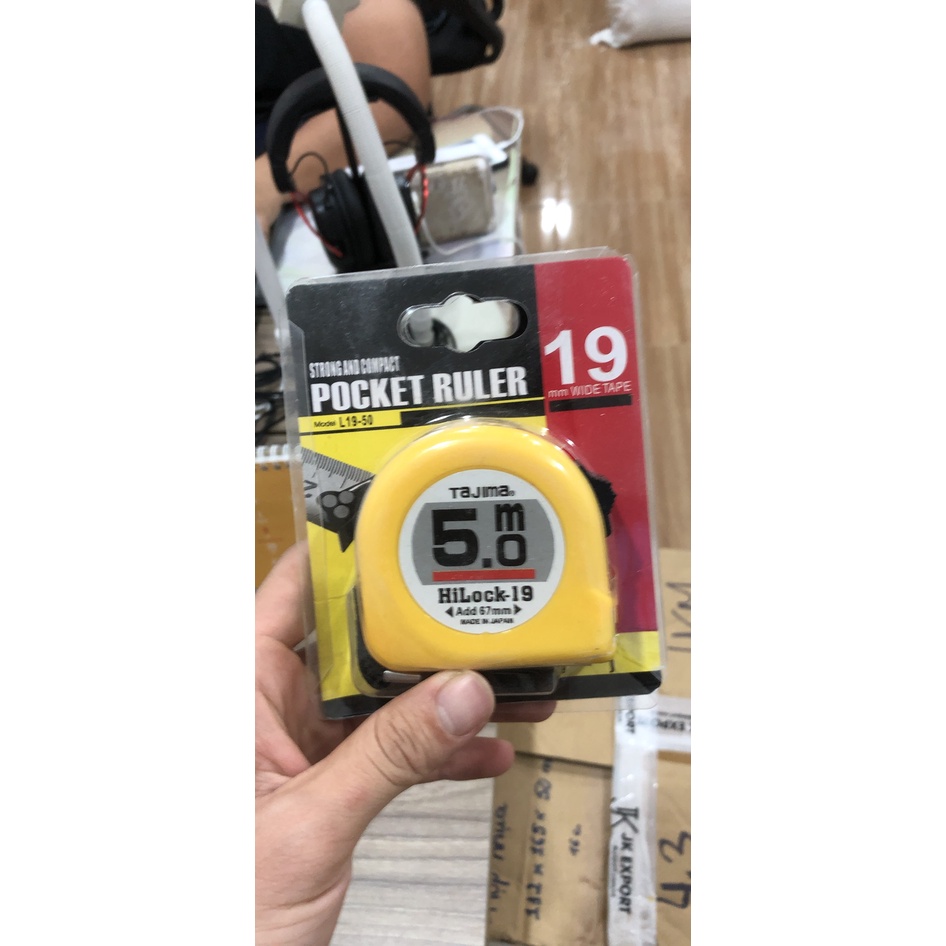 STRONG AND COMPACT
POCKET RULER
Model L19-50
19
mm WIDE TAPE
TaJIma®
5.0 m
HiLock-19
◀Add 67mm▶
MADE IN JAPAN
JK EXPORT